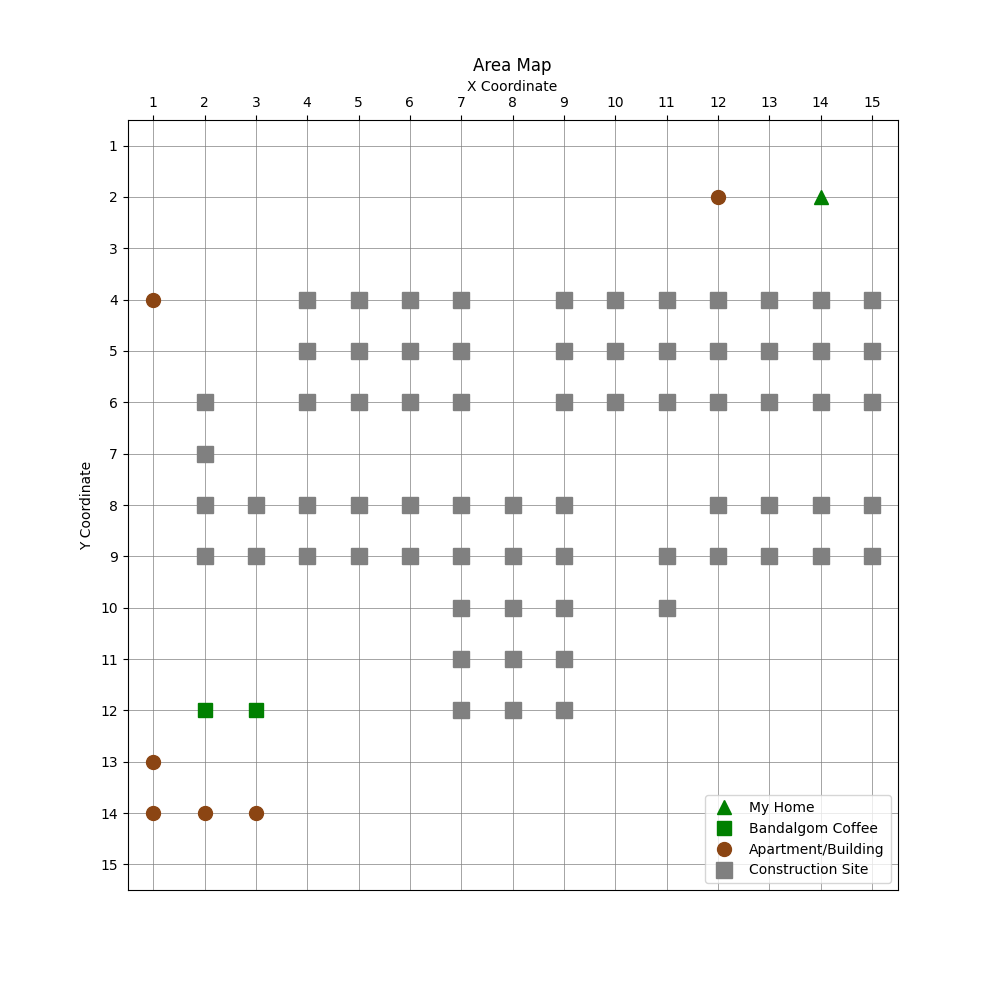 Area Map
X Coordinate
1 2 3 4 5 6 7 8 9 10 11 12 13 14 15
Y Coordinate
1
2
3
4
5
6
7
8
9
10
11
12
13
14
15
My Home
Bandalgom Coffee
Apartment/Building
Construction Site